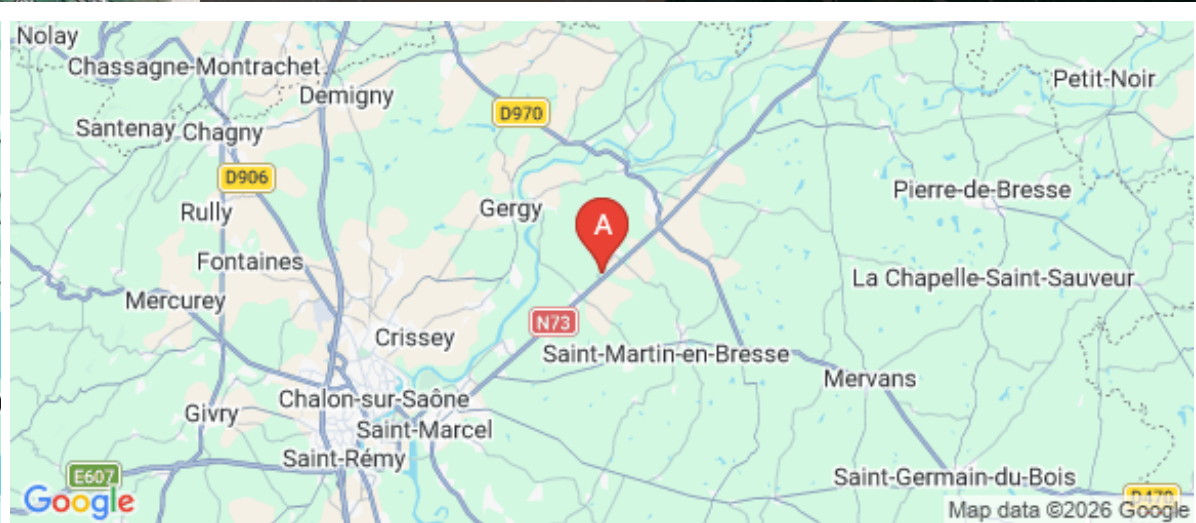 Nolay
Chassagne-Montrachet
Demigny
D970
Petit-Noir
Santenay
Chagny
D906
Pierre-de-Bresse
Rully
Gergy
A
Fontaines
La Chapelle-Saint-Sauveur
Mercurey
N73
Crissey
Saint-Martin-en-Bresse
Mervans
Chalon-sur-Saône
Givry
Saint-Marcel
Saint-Rémy
E607
Saint-Germain-du-Bois
D470
Google
Map data ©2026 Google